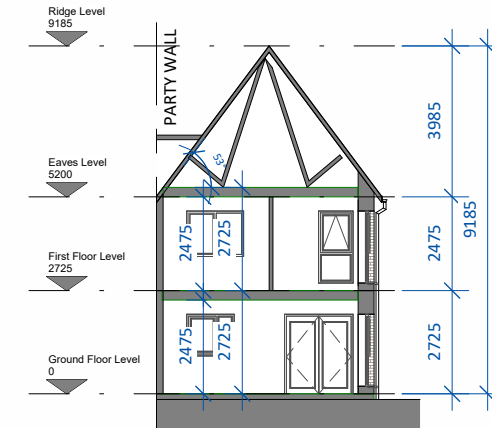 Ridge Level
9185
PARTY WALL
3985
53°
Eaves Level
5200
9185
2475
2725
2475
First Floor Level
2725
2475
2725
2725
Ground Floor Level
0